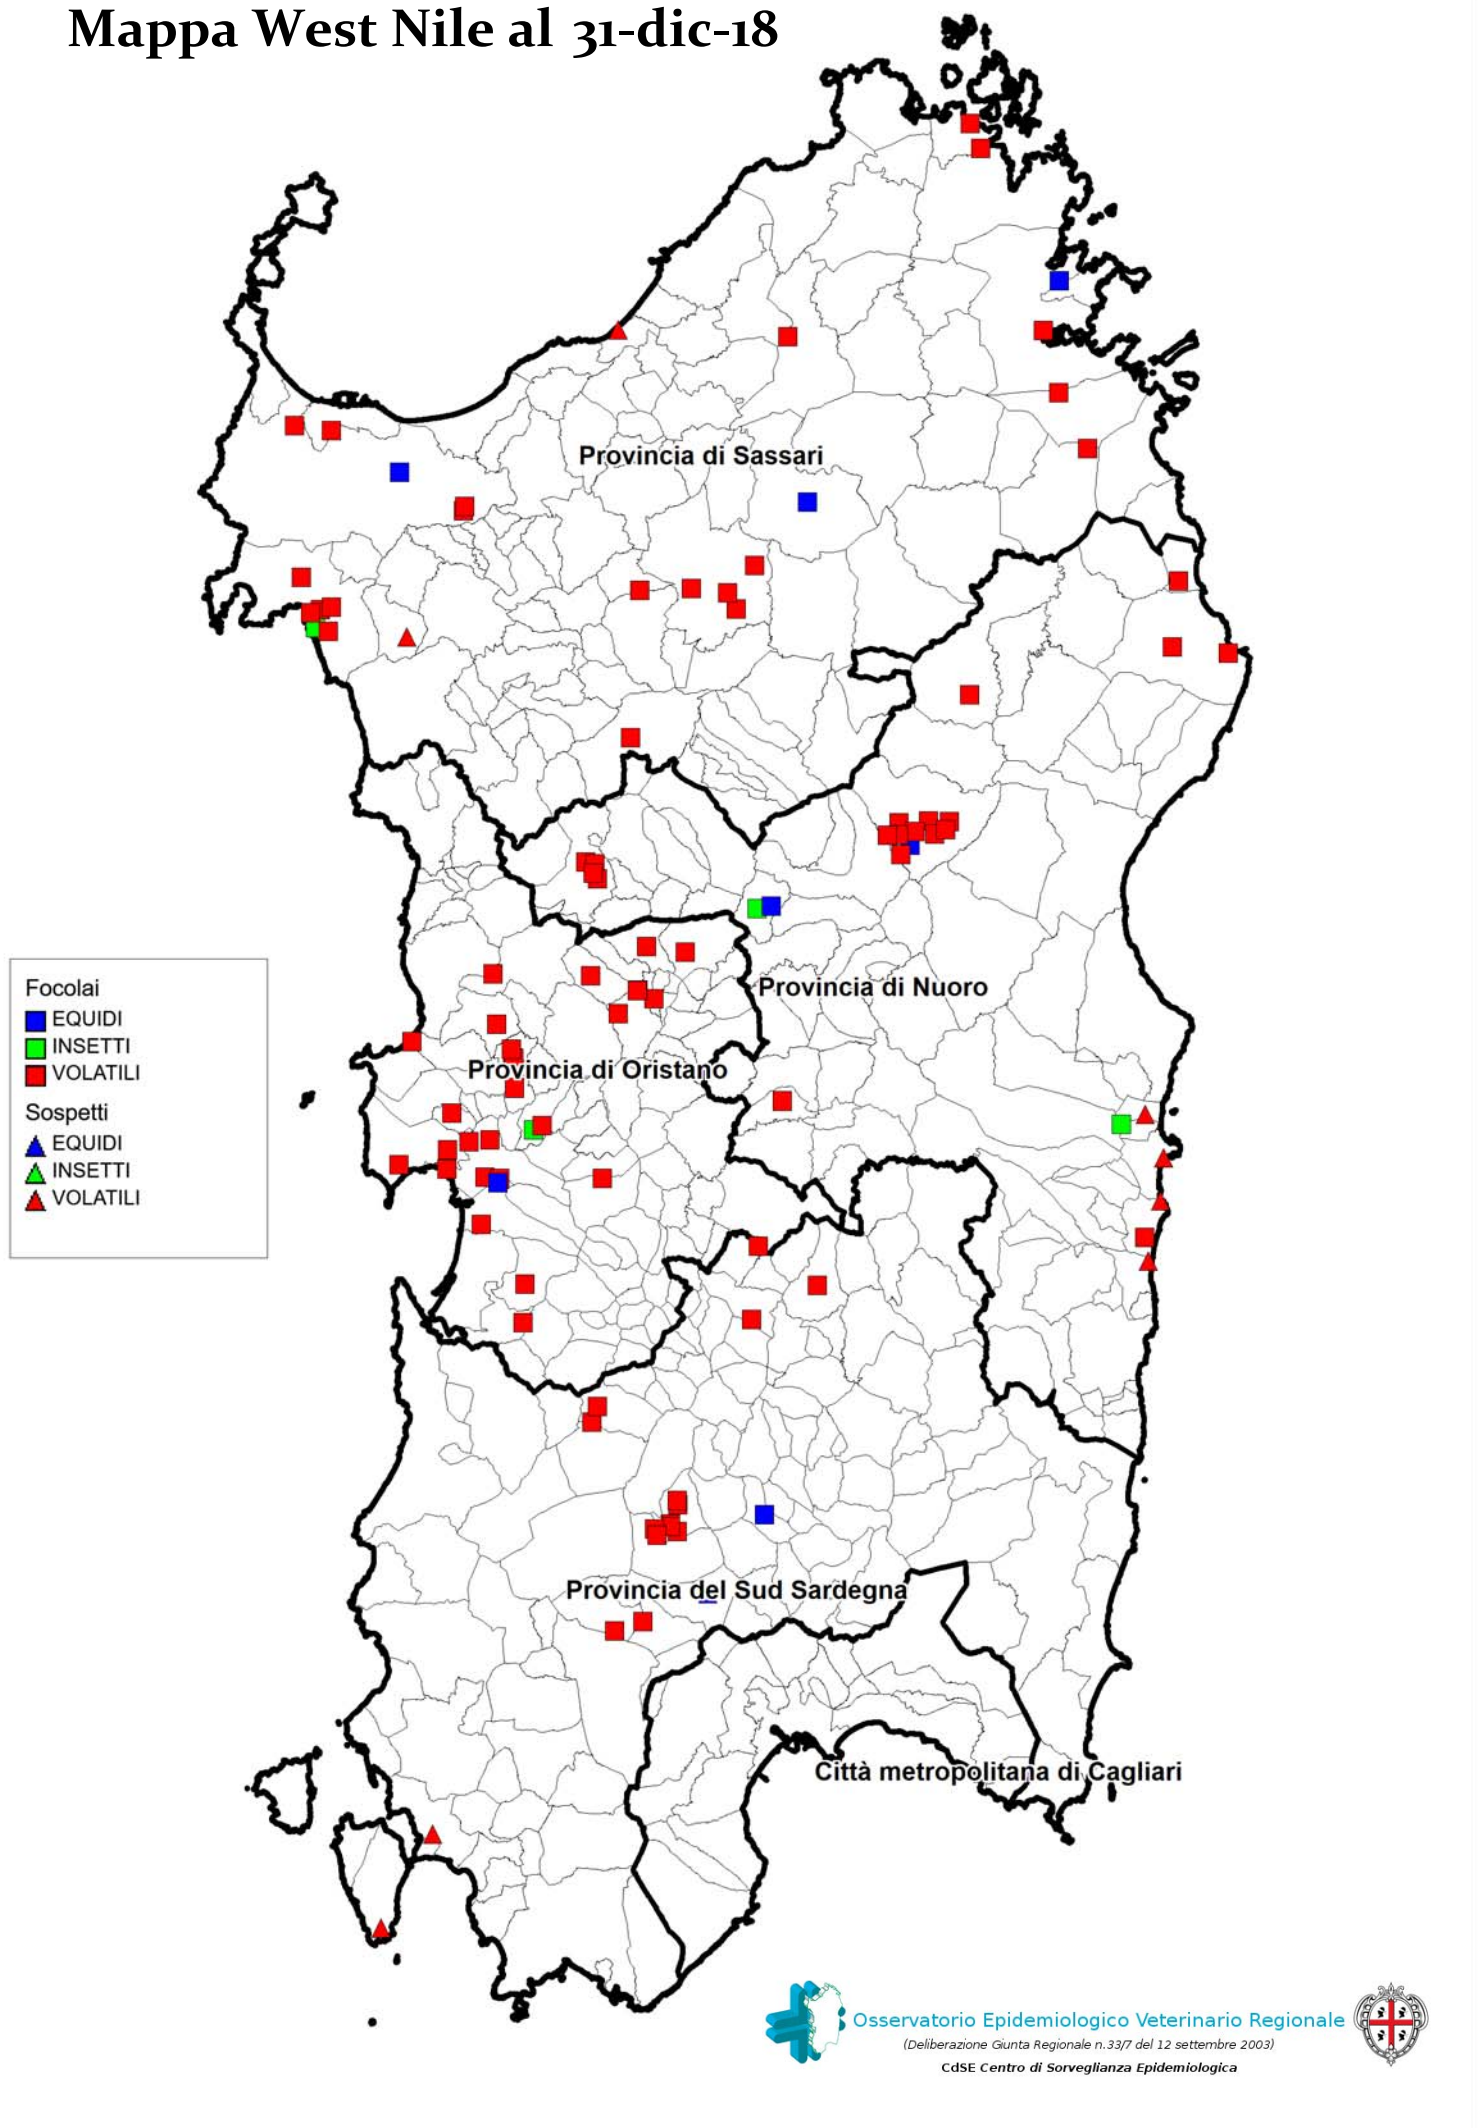 Mappa West Nile al 31-dic-18
Provincia di Sassari
Focolai
EQUIDI
INSETTI
VOLATILI
Sospetti
EQUIDI
INSETTI
VOLATILI
Provincia di Nuoro
Provincia di Oristano
Provincia del Sud Sardegna
Città metropolitana di Cagliari
Osservatorio Epidemiologico Veterinario Regionale
(Deliberazione Giunta Regionale n.33/7 del 12 settembre 2003)
CdSE Centro di Sorveglianza Epidemiologica